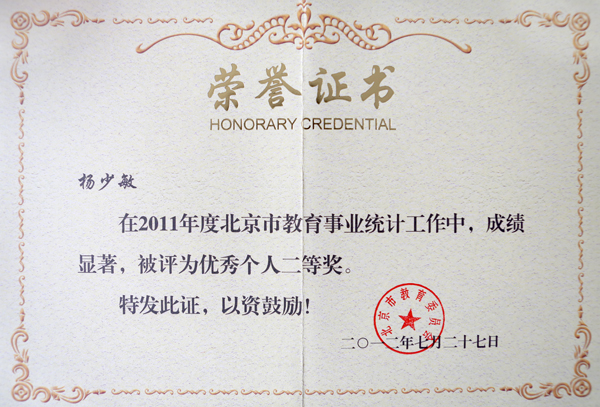 荣誉证书
HONORARY CREDENTIAL
杨少敏
在2011年度北京市教育事业统计工作中，成绩
显著，被评为优秀个人二等奖。
特发此证，以资鼓励！
北京市教育委员会
二〇一二年七月二十七日